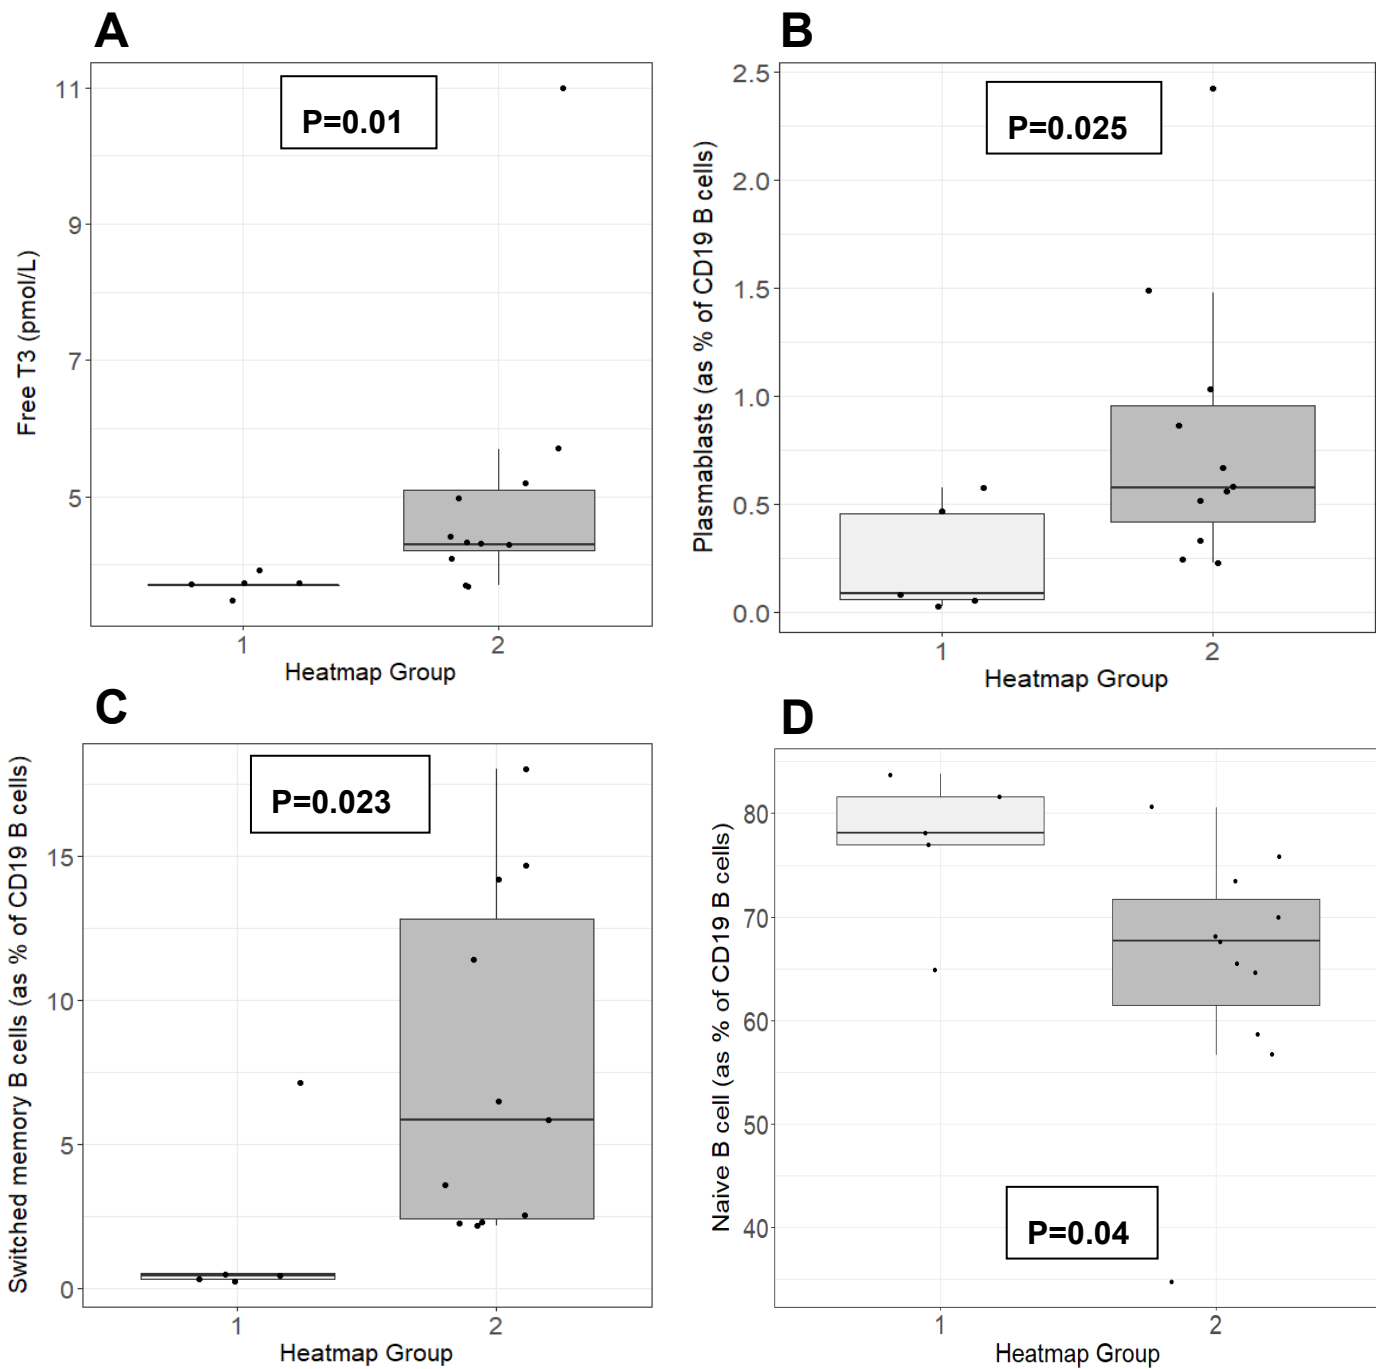 A
P=0.01
11
9
7
5
Free T3 (pmol/L)
1
2
Heatmap Group
B
P=0.025
2.5
2.0
1.5
1.0
0.5
0.0
Plasmablasts (as % of CD19 B cells)
1
2
Heatmap Group
C
P=0.023
15
10
5
0
Switched memory B cells (as % of CD19 B cells)
1
2
Heatmap Group
D
80
70
60
50
40
P=0.04
Naive B cell (as % of CD19 B cells)
1
2
Heatmap Group